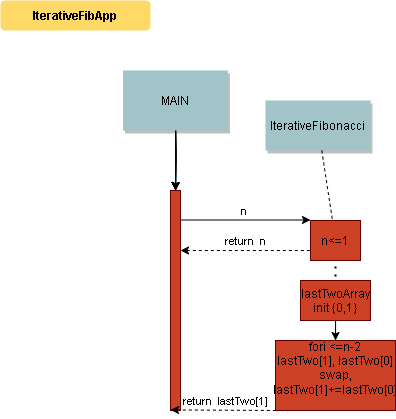 IterativeFibApp
MAIN
IterativeFibonacci
n
n<=1
return n
lastTwoArray
init {0,1}
fori <=n-2
lastTwo[1], lastTwo[0]
swap,
lastTwo[1]+=lastTwo[0]
return lastTwo[1]